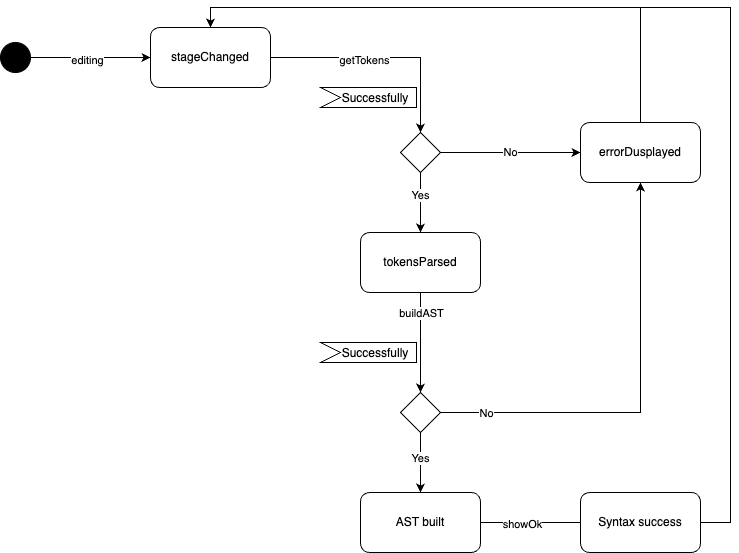 editing
stageChanged
getTokens
Successfully
No
errorDusplayed
Yes
tokensParsed
buildAST
Successfully
No
Yes
AST built
showOk
Syntax success